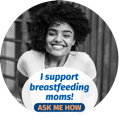 I support
breastfeeding
moms!
ASK ME HOW